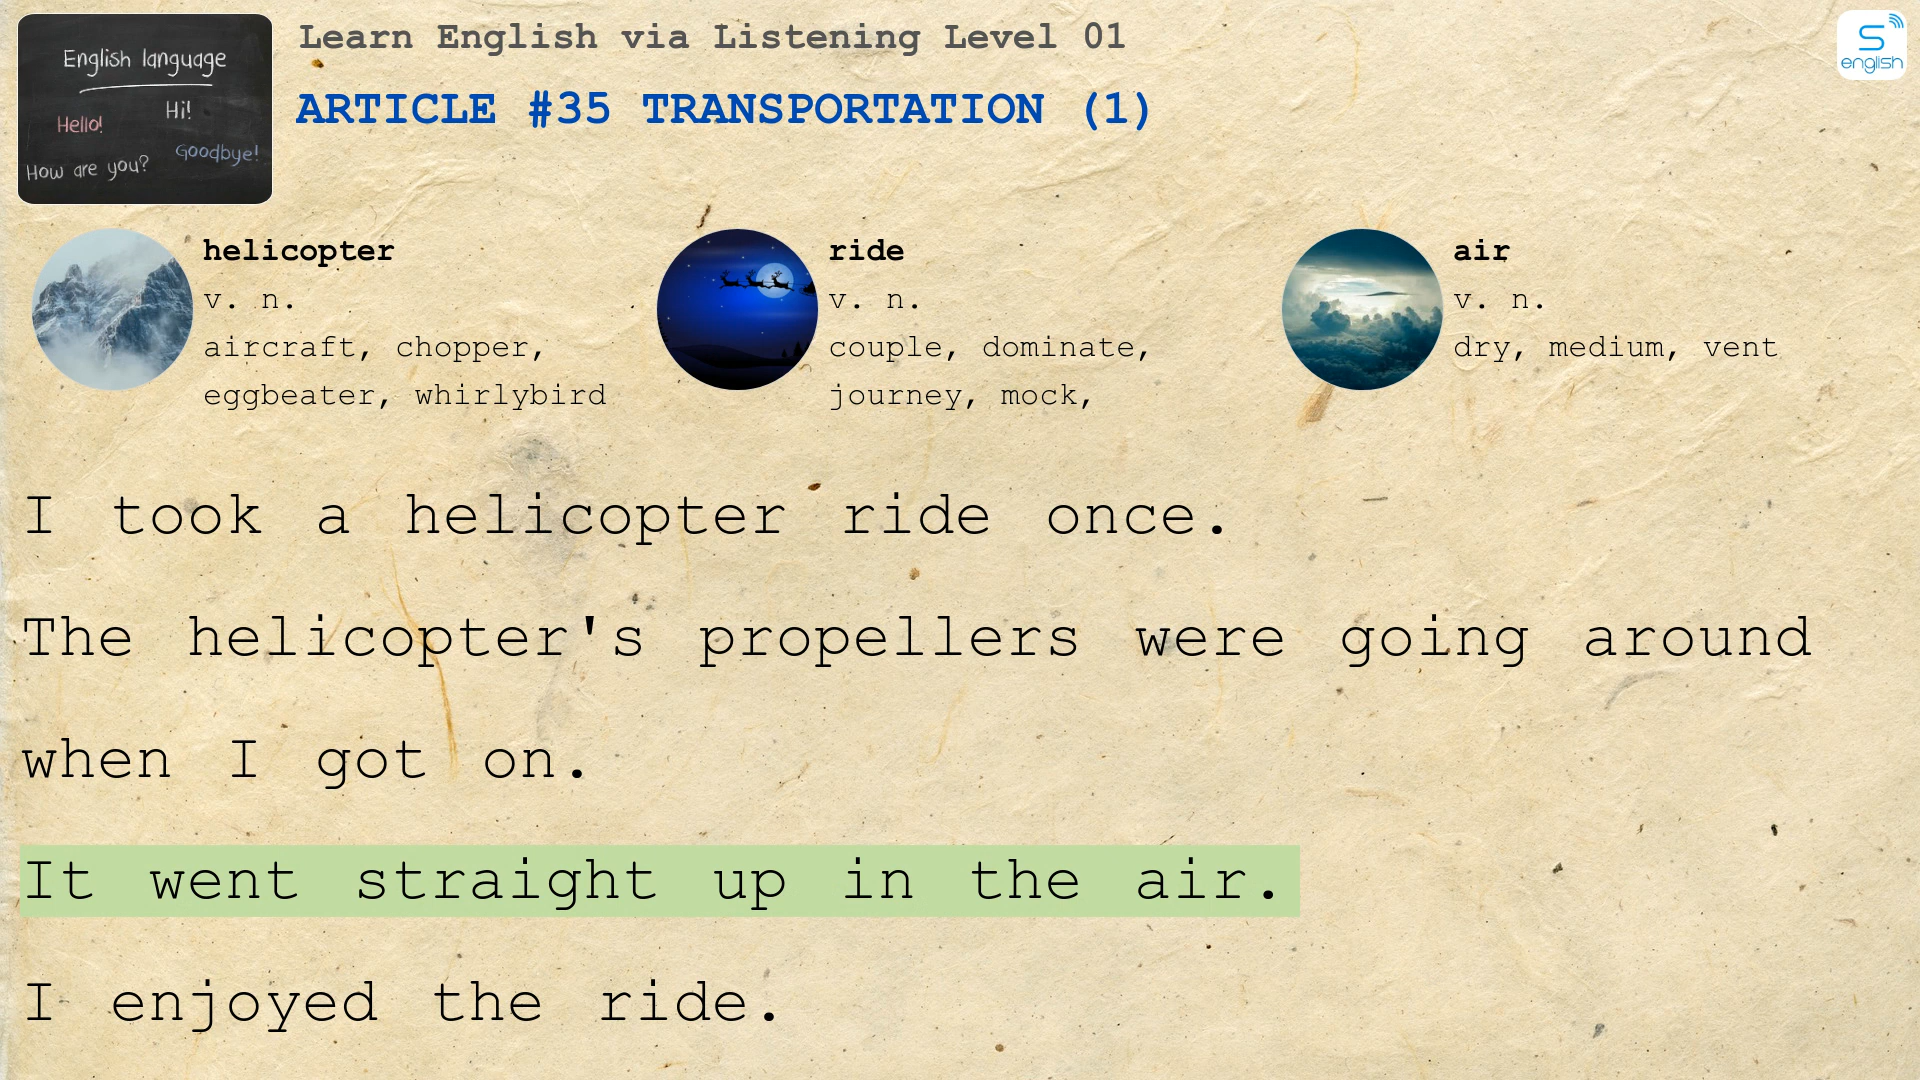 English language
Hello!
Hi!
How are you?
Goodbye!
Learn English via Listening Level 01
ARTICLE #35 TRANSPORTATION (1)
S
english
helicopter
v. n.
aircraft, chopper,
eggbeater, whirlybird
ride
v. n.
couple, dominate,
journey, mock,
air
v. n.
dry, medium, vent
I took a helicopter ride once.
The helicopter's propellers were going around
when I got on.
It went straight up in the air.
I enjoyed the ride.